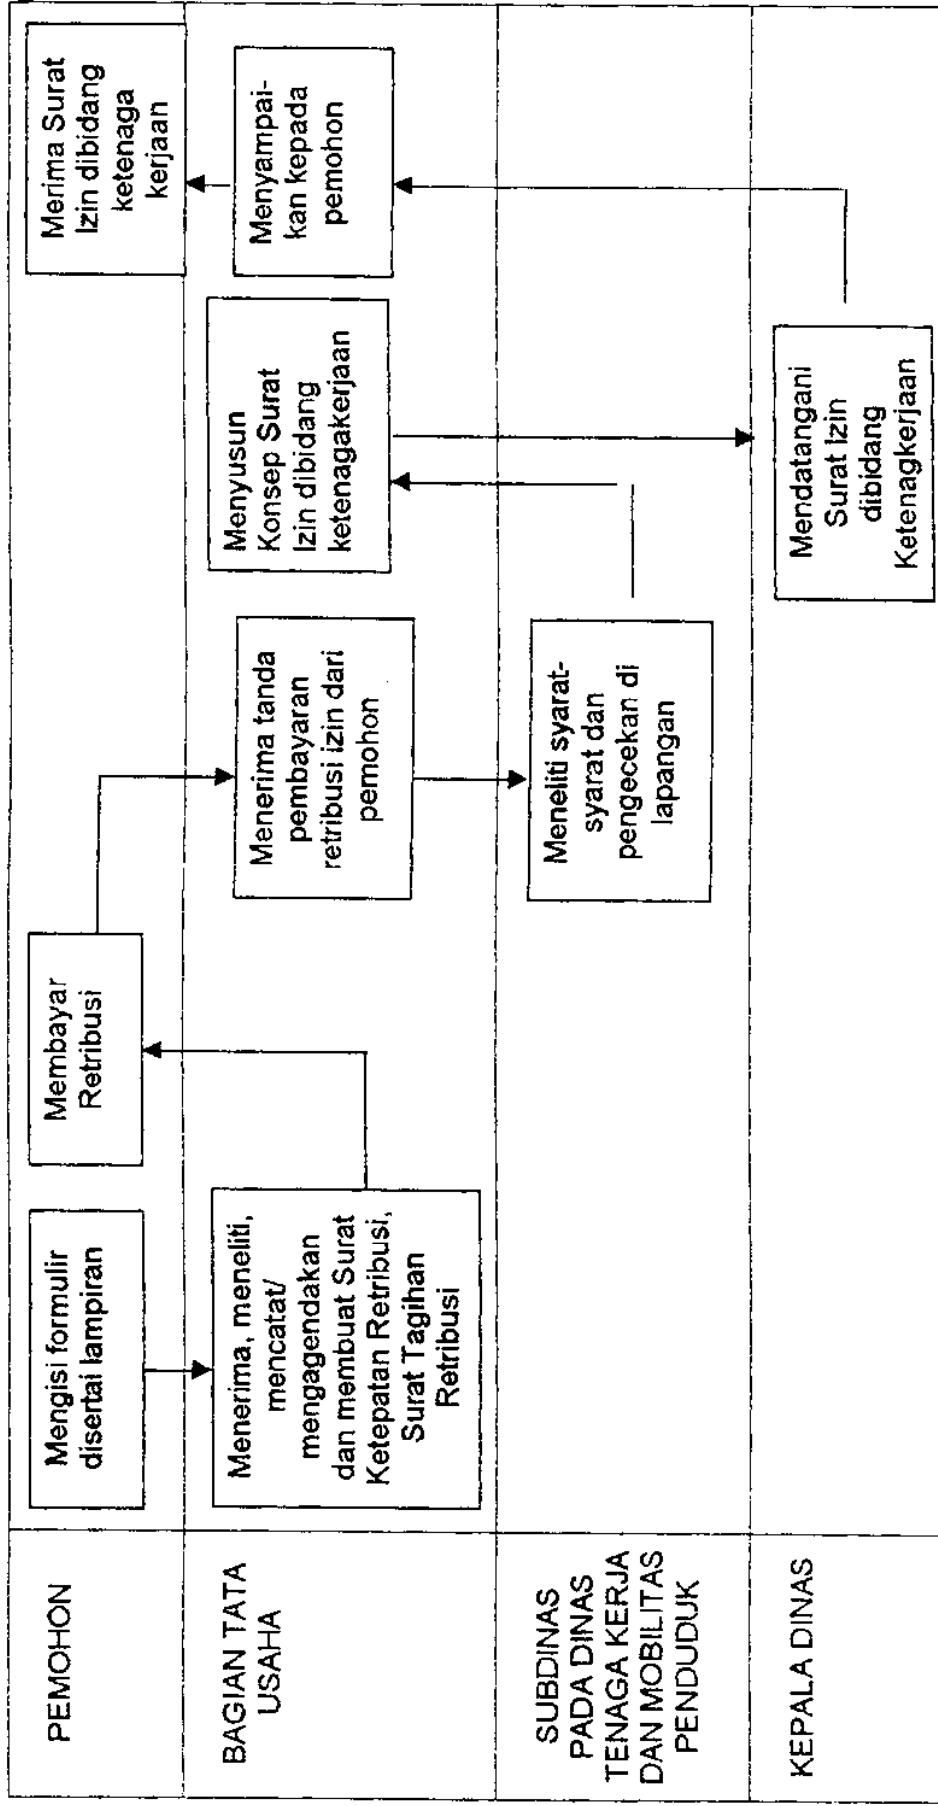 PEMOHON
Mengisi formulir
disertai lampiran
Membayar
Retribusi
Merima Surat
Izin dibidang
ketenaga
kerjaan
BAGIAN TATA
USAHA
Menerima, meneliti,
mencatat/
mengagendakan
dan membuat Surat
Ketepatan Retribusi,
Surat Tagihan
Retribusi
Menerima tanda
pembayaran
retribusi izin dari
pemohon
Menyusun
Konsep Surat
Izin dibidang
ketenagakerjaan
Menyampai-
kan kepada
pemohon
SUBDINAS
PADA DINAS
TENAGA KERJA
DAN MOBILITAS
PENDUDUK
Meneliti syarat-
syarat dan
pengecekan di
lapangan
KEPALA DINAS
Mendatangani
Surat Izin
dibidang
Ketenagkerjaan